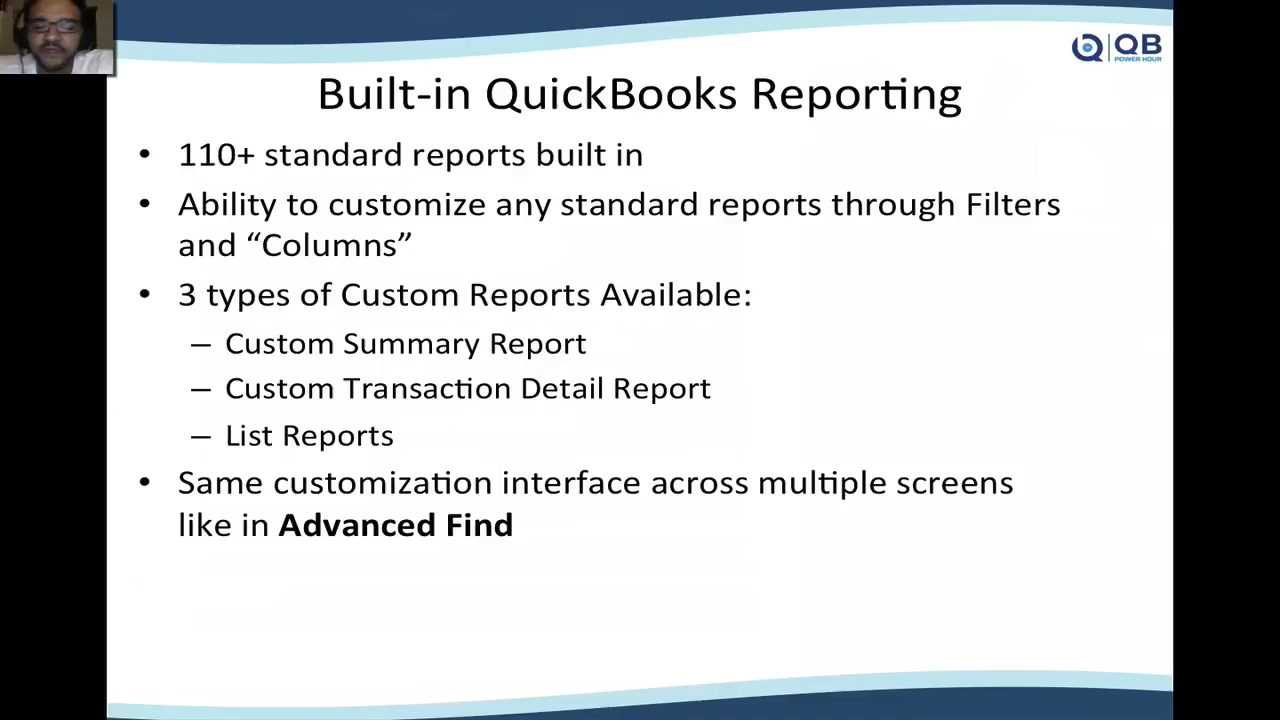 QB
POWER HOUR
Built-in QuickBooks Reporting
• 110+ standard reports built in
• Ability to customize any standard reports through Filters
and “Columns”
• 3 types of Custom Reports Available:
– Custom Summary Report
– Custom Transaction Detail Report
– List Reports
• Same customization interface across multiple screens
like in Advanced Find